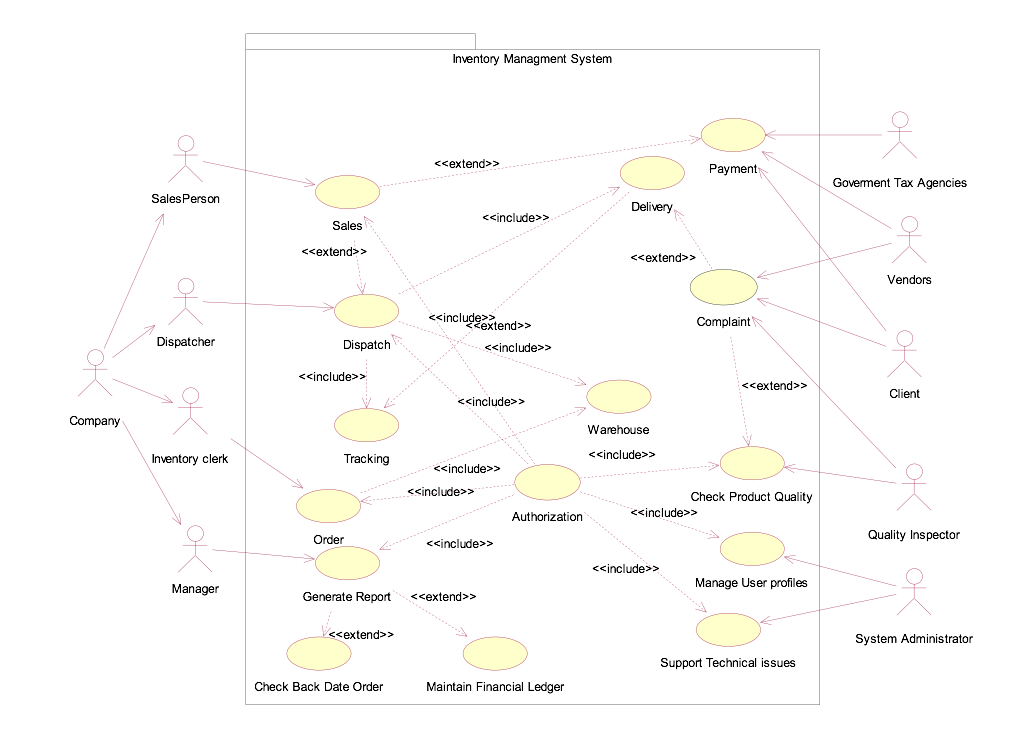 Inventory Managment System
SalesPerson
Dispatcher
Company
Inventory clerk
Manager
Goverment Tax Agencies
Vendors
Client
Quality Inspector
System Administrator
Payment
<<extend>>
Delivery
Sales
<<include>>
<<extend>>
<<extend>>
Complaint
<<include>>
<<extend>>
Dispatch
<<include>>
<<include>>
<<extend>>
<<include>>
Warehouse
Tracking
<<include>>
<<include>>
<<include>>
Check Product Quality
Authorization
<<include>>
Order
<<include>>
<<include>>
Manage User profiles
Generate Report
<<extend>>
<<extend>>
Support Technical issues
Check Back Date Order
Maintain Financial Ledger